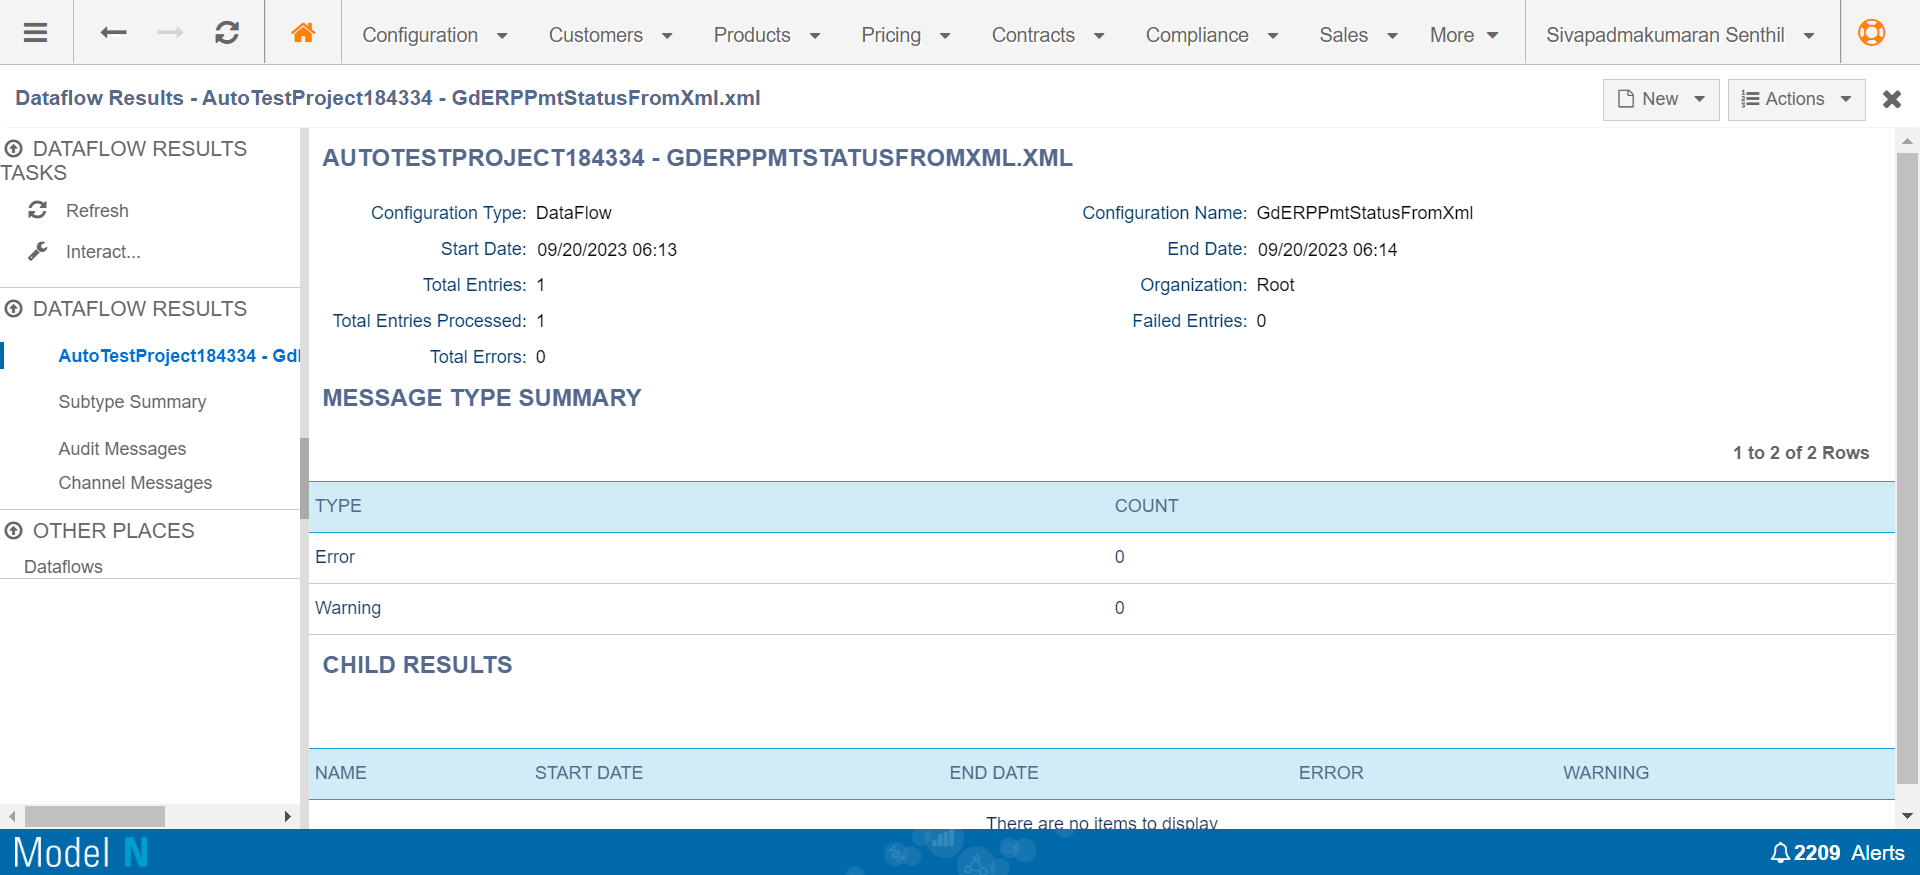 Configuration Customers Products Pricing Contracts Compliance Sales More Sivapadmakumaran Senthil
Dataflow Results - AutoTestProject184334 - GdERPPmtStatusFromXml.xml
New Actions
DATAFLOW RESULTS
TASKS
Refresh
Interact...
DATAFLOW RESULTS
AutoTestProject184334 - Gd
Subtype Summary
Audit Messages
Channel Messages
OTHER PLACES
Dataflows
AUTOTESTPROJECT184334 - GDERPPMTSTATUSFROMXML.XML
Configuration Type: DataFlow Configuration Name: GdERPPmtStatusFromXml
Start Date: 09/20/2023 06:13 End Date: 09/20/2023 06:14
Total Entries: 1 Organization: Root
Total Entries Processed: 1 Failed Entries: 0
Total Errors: 0
MESSAGE TYPE SUMMARY
1 to 2 of 2 Rows
TYPE COUNT
Error 0
Warning 0
CHILD RESULTS
NAME START DATE END DATE ERROR WARNING
There are no items to display
Model N
2209 Alerts